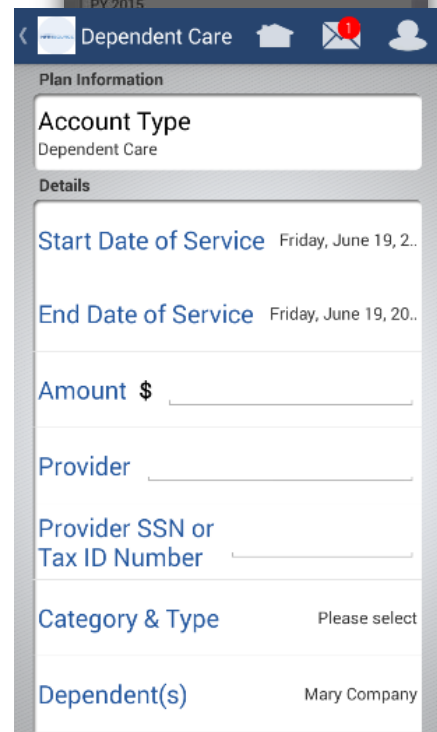 PY 2015
Dependent Care
1
Plan Information
Account Type
Dependent Care
Details
Start Date of Service Friday, June 19, 2..
End Date of Service Friday, June 19, 20..
Amount $
Provider
Provider SSN or
Tax ID Number
Category & Type Please select
Dependent(s) Mary Company